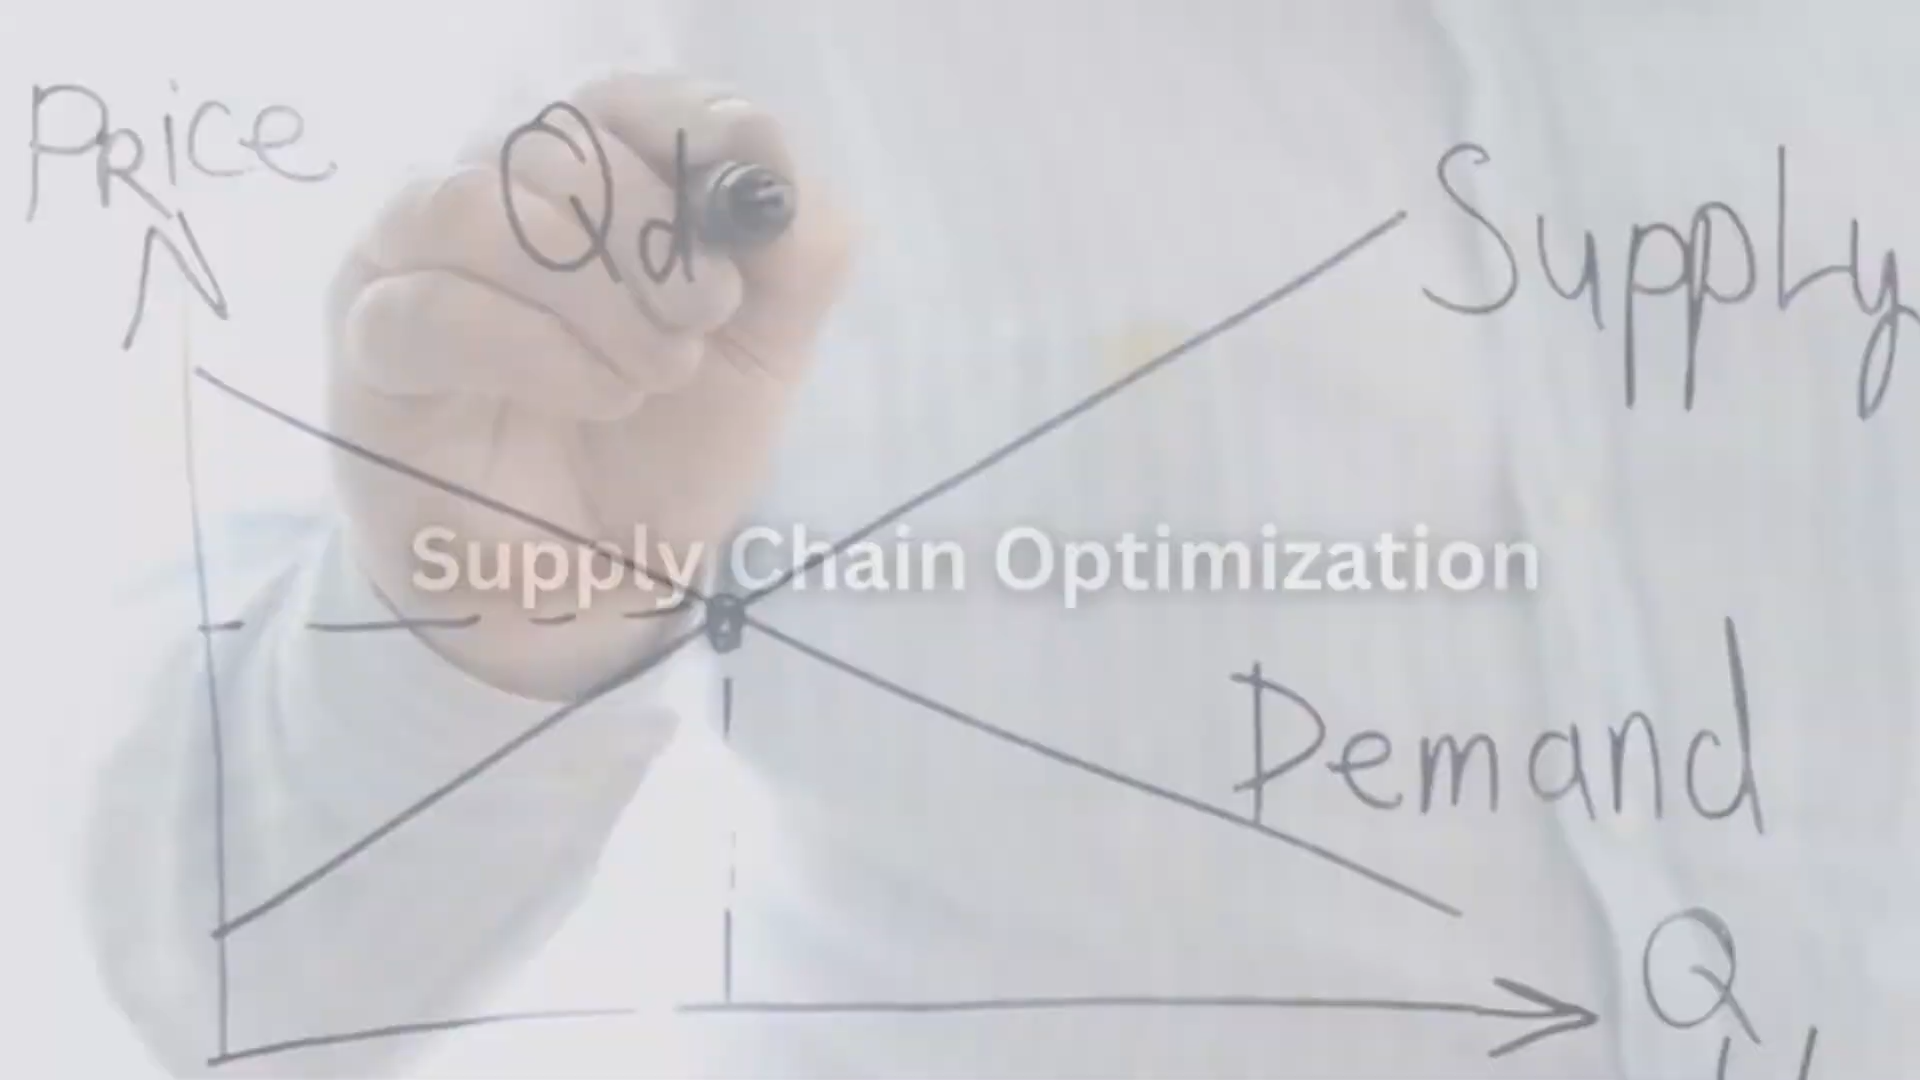 Price
Qd
Supply
Supply Chain Optimization
Demand
Q